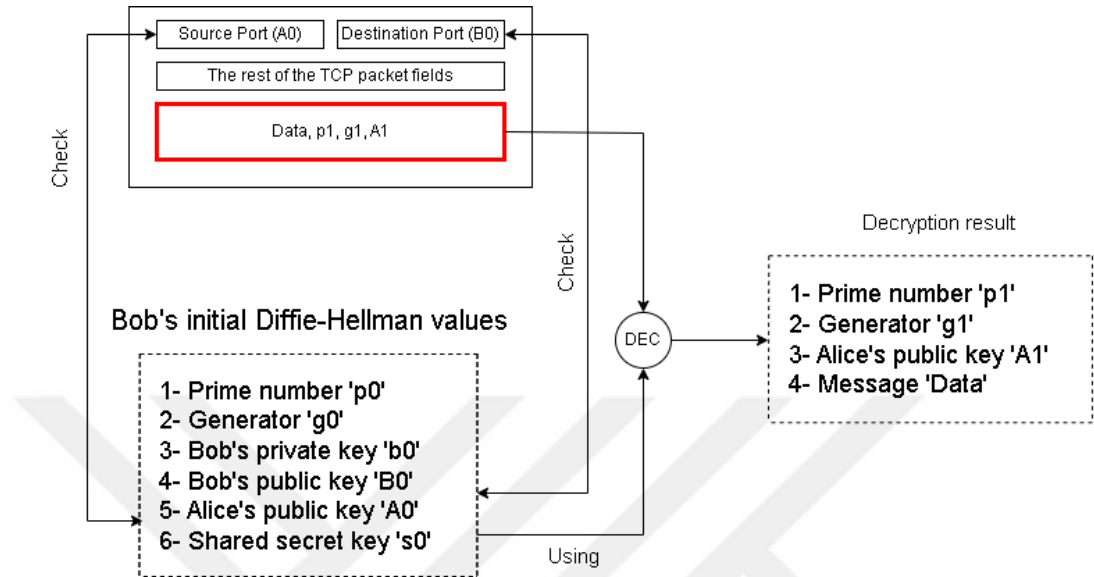 Source Port (A0)
Destination Port (B0)
The rest of the TCP packet fields
Data, p1, g1, A1
Check
Check
Decryption result
1- Prime number 'p1'
2- Generator 'g1'
3- Alice's public key 'A1'
4- Message 'Data'
DEC
Bob's initial Diffie-Hellman values
1- Prime number 'p0'
2- Generator 'g0'
3- Bob's private key 'b0'
4- Bob's public key 'B0'
5- Alice's public key 'A0'
6- Shared secret key 's0'
Using